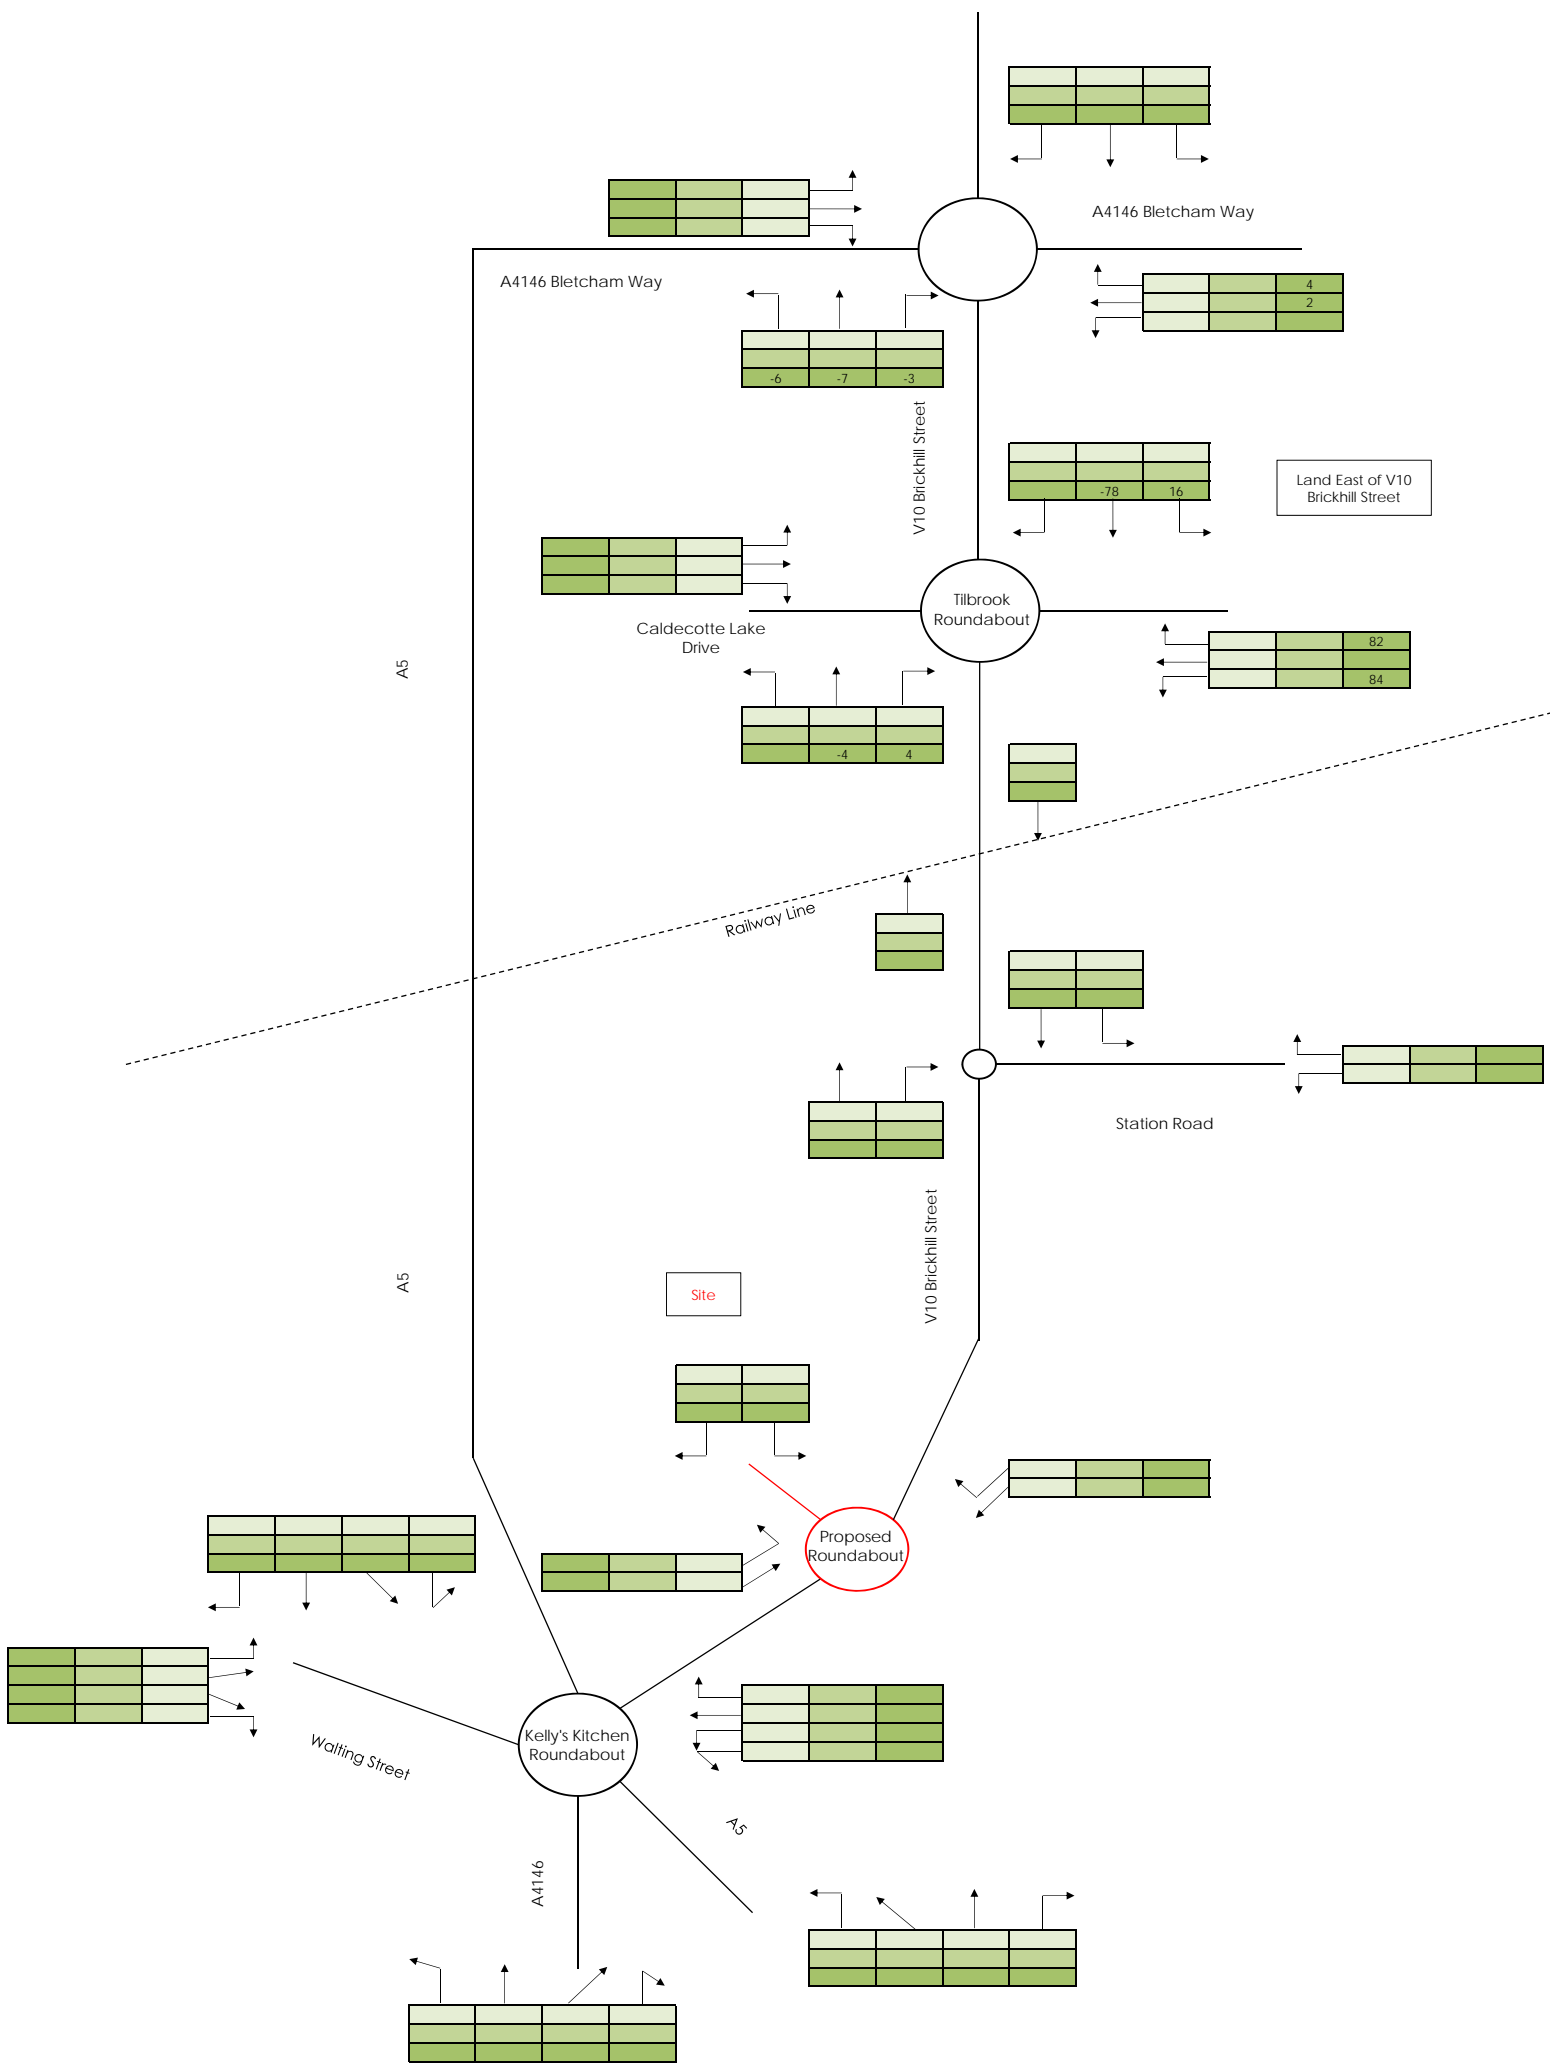 A4146 Bletcham Way
A4146 Bletcham Way
4
2
-6 -7 -3
V10 Brickhill Street
-78 16
Land East of V10
Brickhill Street
Tilbrook
Roundabout
Caldecotte Lake
Drive
82
84
A5
-4 4
Railway Line
Station Road
V10 Brickhill Street
A5
Site
Proposed
Roundabout
Kelly's Kitchen
Roundabout
Walting Street
A5
A4146